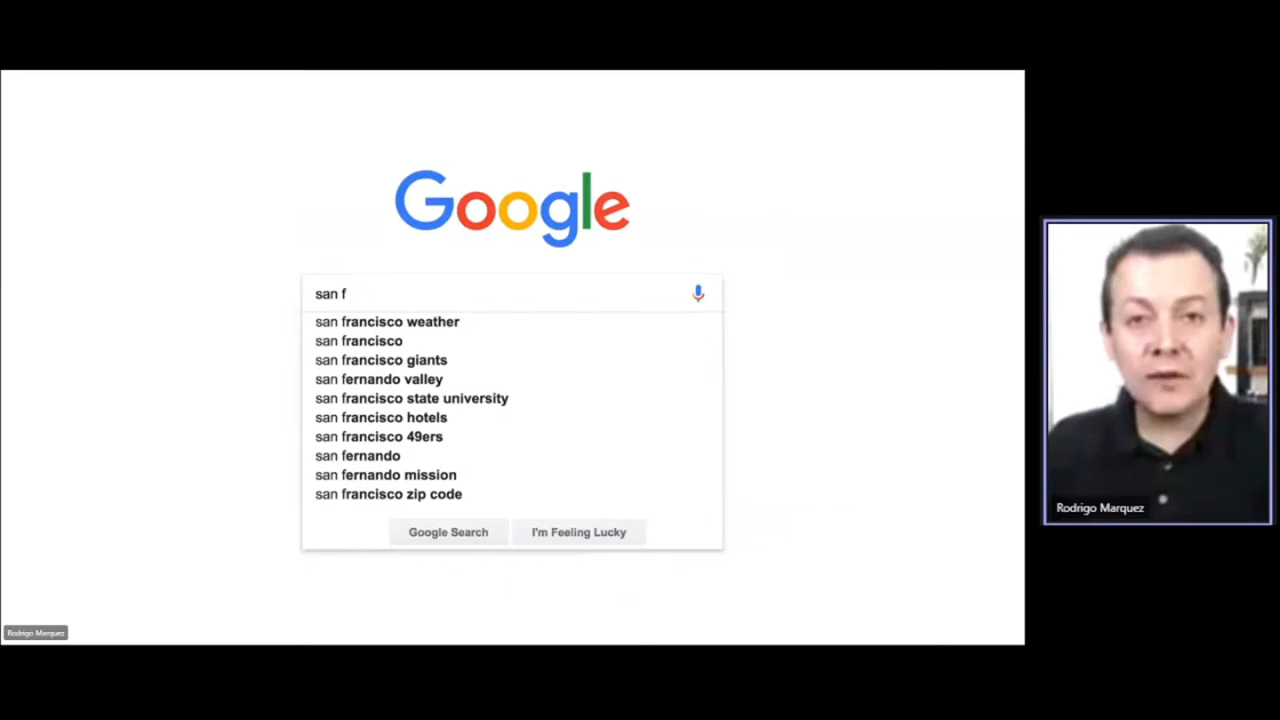 Google
san f
san francisco weather
san francisco
san francisco giants
san fernando valley
san francisco state university
san francisco hotels
san francisco 49ers
san fernando
san fernando mission
san francisco zip code
Google Search
I'm Feeling Lucky
Rodrigo Marquez
Rodrigo Marquez